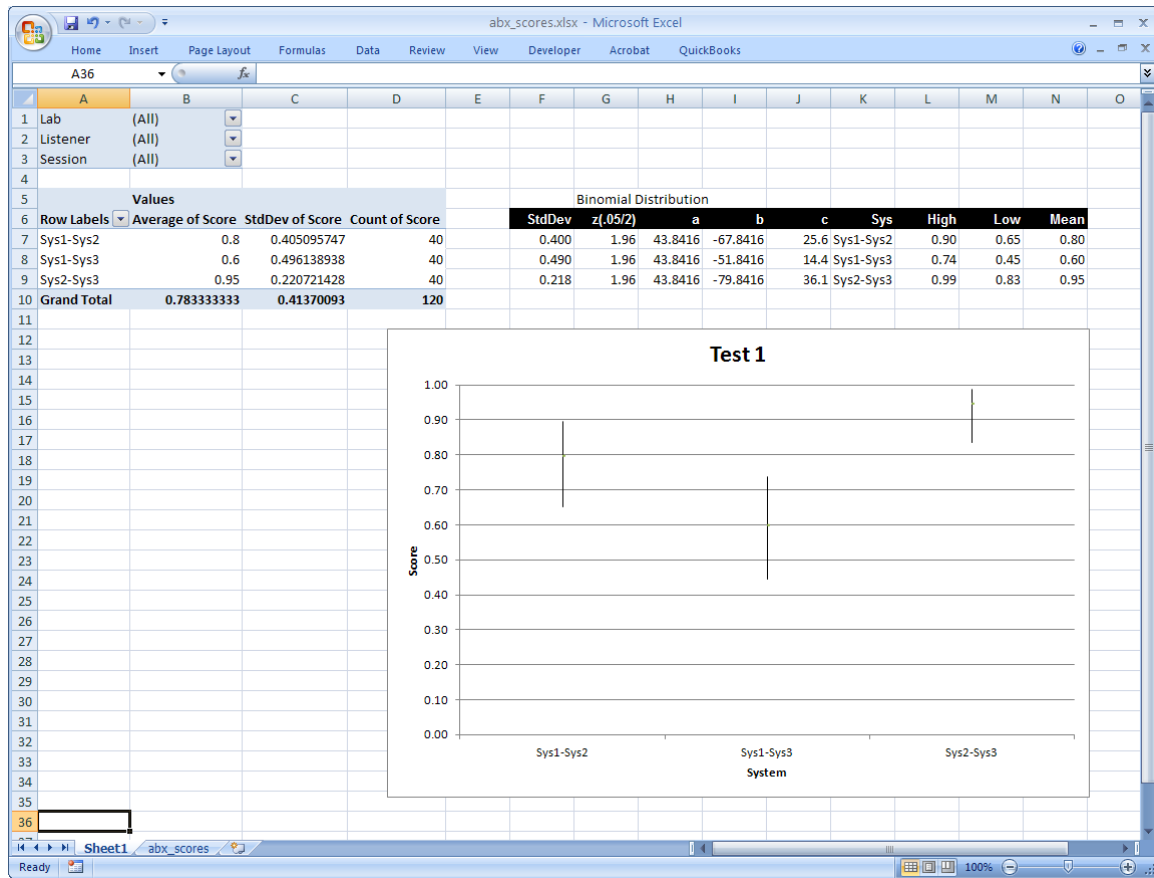 abx_scores.xlsx - Microsoft Excel
Home Insert Page Layout Formulas Data Review View Developer Acrobat QuickBooks
A36 fx
A B C D E F G H I J K L M N O
1 Lab (All)
2 Listener (All)
3 Session (All)
4
5 Values Binomial Distribution
6 Row Labels Average of Score StdDev of Score Count of Score StdDev z(.05/2) a b c Sys High Low Mean
7 Sys1-Sys2 0.8 0.405095747 40 0.400 1.96 43.8416 -67.8416 25.6 Sys1-Sys2 0.90 0.65 0.80
8 Sys1-Sys3 0.6 0.496138938 40 0.490 1.96 43.8416 -51.8416 14.4 Sys1-Sys3 0.74 0.45 0.60
9 Sys2-Sys3 0.95 0.220721428 40 0.218 1.96 43.8416 -79.8416 36.1 Sys2-Sys3 0.99 0.83 0.95
10 Grand Total 0.783333333 0.41370093 120
11
12
13
14
15
16
17
18
19
20
21
22
23
24
25
26
27
28
29
30
31
32
33
34
35
36
Test 1
1.00
0.90
0.80
0.70
0.60
0.50
0.40
0.30
0.20
0.10
0.00
Score
Sys1-Sys2 Sys1-Sys3 Sys2-Sys3
System
Sheet1 abx_scores
Ready 100%